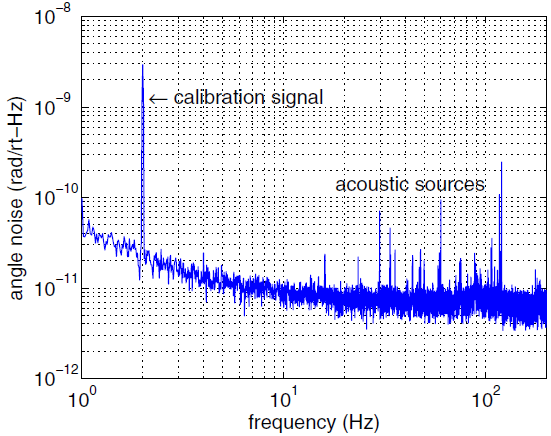 10⁻⁸
10⁻⁹
← calibration signal
acoustic sources
10⁻¹⁰
10⁻¹¹
10⁻¹²
angle noise (rad/rt−Hz)
10⁰
10¹
10²
frequency (Hz)